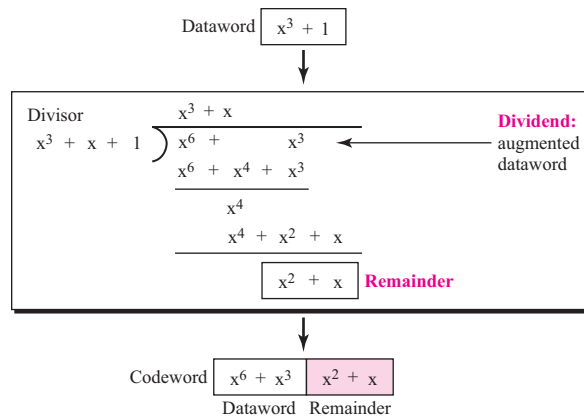 Dataword x³ + 1
x³ + x
Divisor
Dividend:
x³ + x + 1 x⁶ + x³
augmented
dataword
x⁶ + x⁴ + x³
x⁴
x⁴ + x² + x
x² + x Remainder
Codeword x⁶ + x³ x² + x
Dataword Remainder